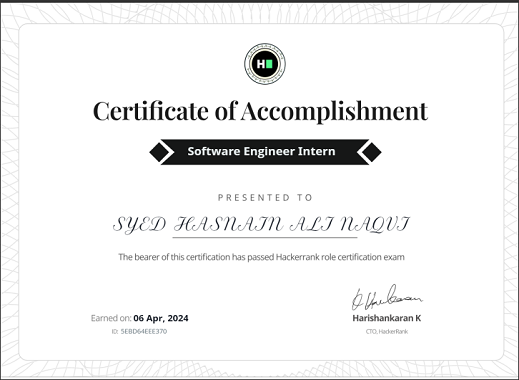 H
Certificate of Accomplishment
Software Engineer Intern
PRESENTED TO
SYED HASNAIN ALI NAQVI
The bearer of this certification has passed Hackerrank role certification exam
Earned on: 06 Apr, 2024
Harishankaran K
ID: 5EBD64EEE370
CTO, HackerRank